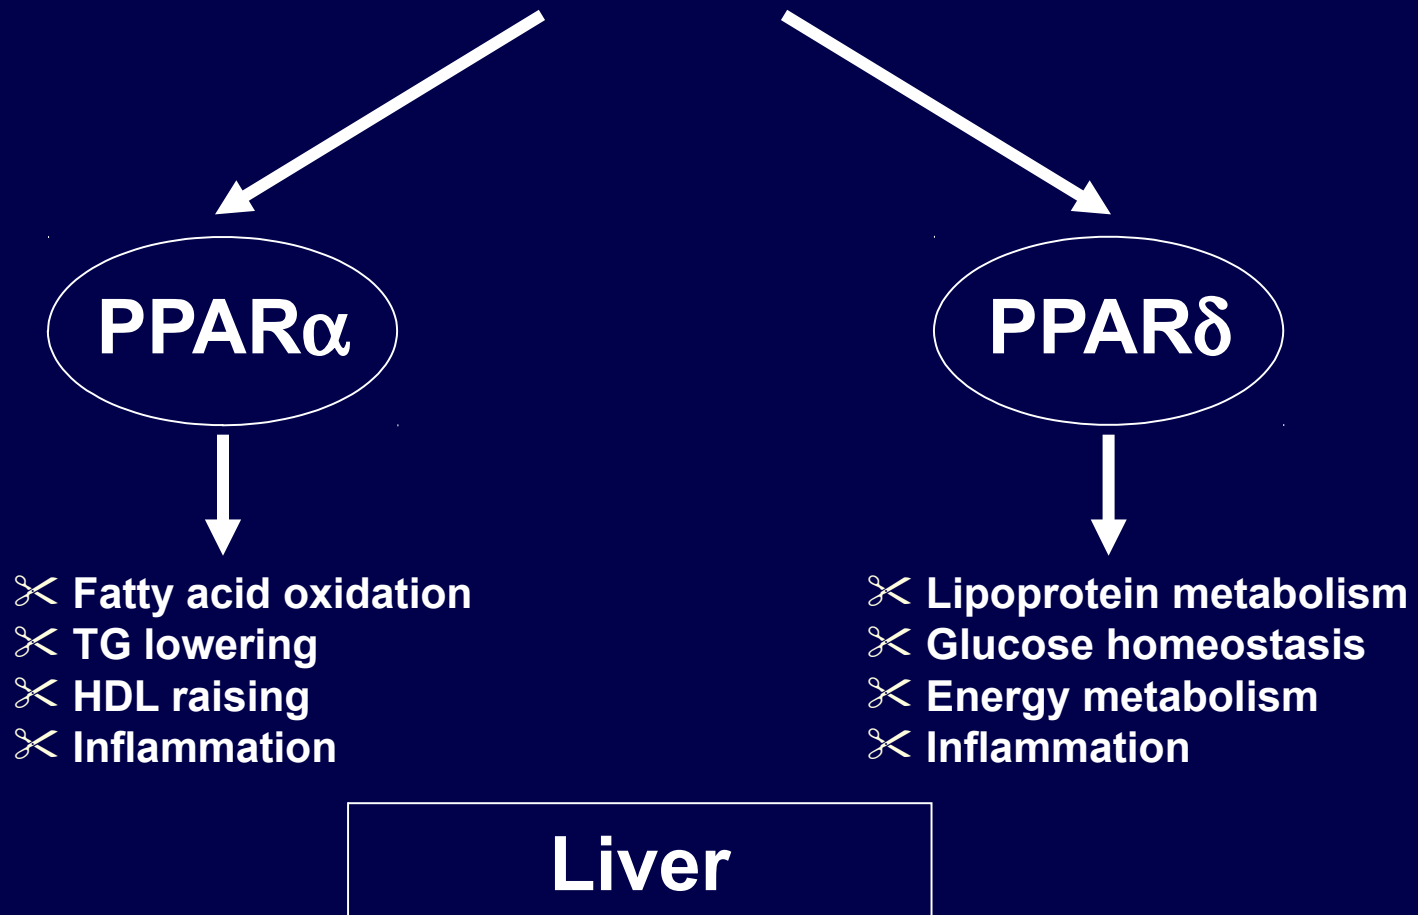 PPARα
PPARδ
✂ Fatty acid oxidation
✂ TG lowering
✂ HDL raising
✂ Inflammation
✂ Lipoprotein metabolism
✂ Glucose homeostasis
✂ Energy metabolism
✂ Inflammation
Liver